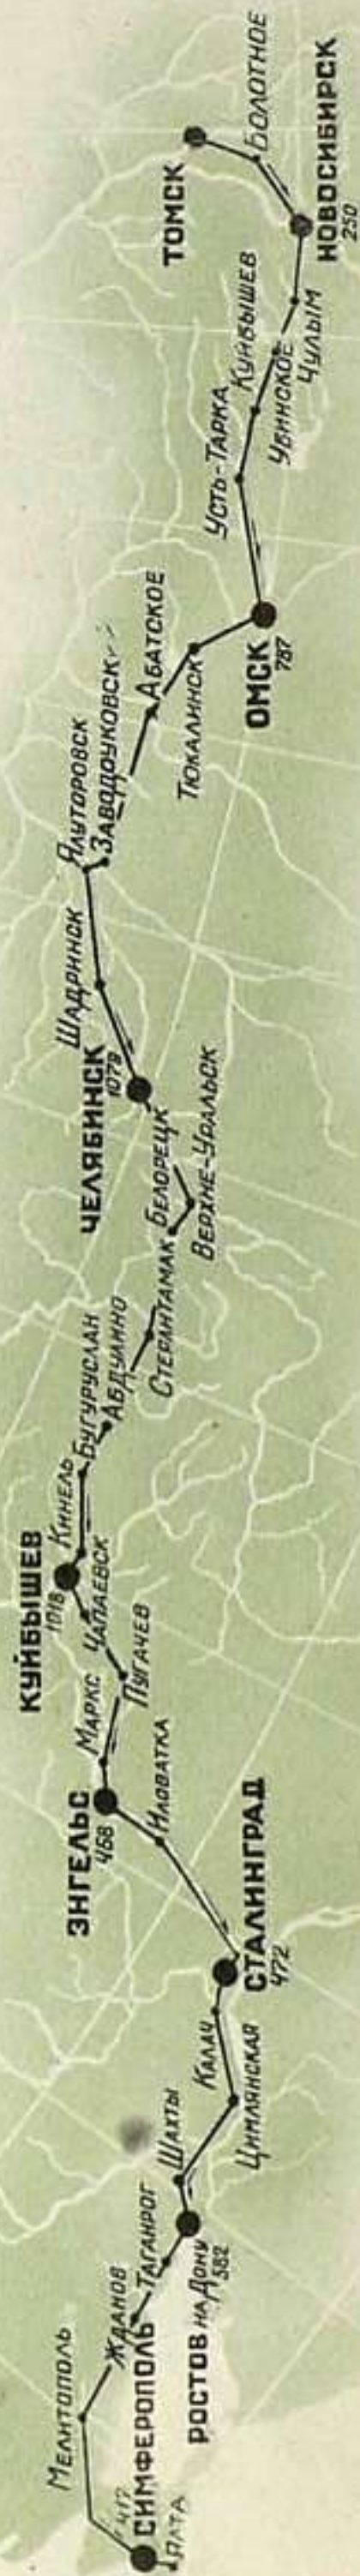 ТОМСК
БОЛОТНОЕ
НОВОСИБИРСК
250
ЧУЛЫМ
УБИНСКОЕ
КУЙБЫШЕВ
УСТЬ-ТАРКА
ОМСК
787
ТЮКАЛИНСК
АБАТСКОЕ
ЗАВОДОУКОВСК
ЯЛУТОРОВСК
ШАДРИНСК
ЧЕЛЯБИНСК
1079
ВЕРХНЕ-УРАЛЬСК
БЕЛОРЕЦК
СТЕРЛИТАМАК
АБДУЛИНО
БУГУРУСЛАН
КИНЕЛЬ
КУЙБЫШЕВ
1018
ЧАПАЕВСК
ПУГАЧЕВ
МАРКС
ЭНГЕЛЬС
468
ИЛОВАТКА
СТАЛИНГРАД
472
КАЛАЧ
ЦИМЛЯНСКАЯ
ШАХТЫ
РОСТОВ НА ДОНУ
582
ТАГАНРОГ
ЖДАНОВ
МЕЛИТОПОЛЬ
417
СИМФЕРОПОЛЬ
ЯЛТА